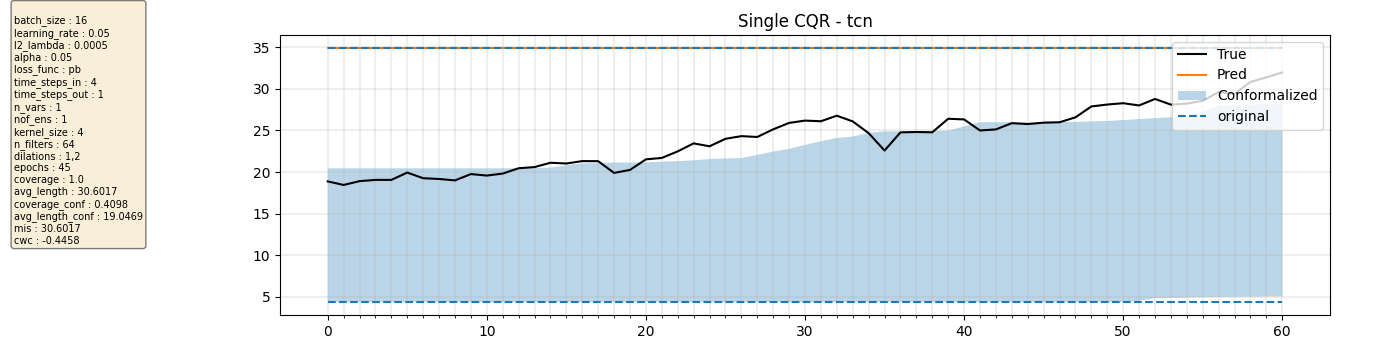 batch_size : 16
learning_rate : 0.05
l2_lambda : 0.0005
alpha : 0.05
loss_func : pb
time_steps_in : 4
time_steps_out : 1
n_vars : 1
nof_ens : 1
kernel_size : 4
n_filters : 64
dilations : 1,2
epochs : 45
coverage : 1.0
avg_length : 30.6017
coverage_conf : 0.4098
avg_length_conf : 19.0469
mis : 30.6017
cwc : -0.4458
Single CQR - tcn
35
30
25
20
15
10
5
0 10 20 30 40 50 60
True
Pred
Conformalized
original